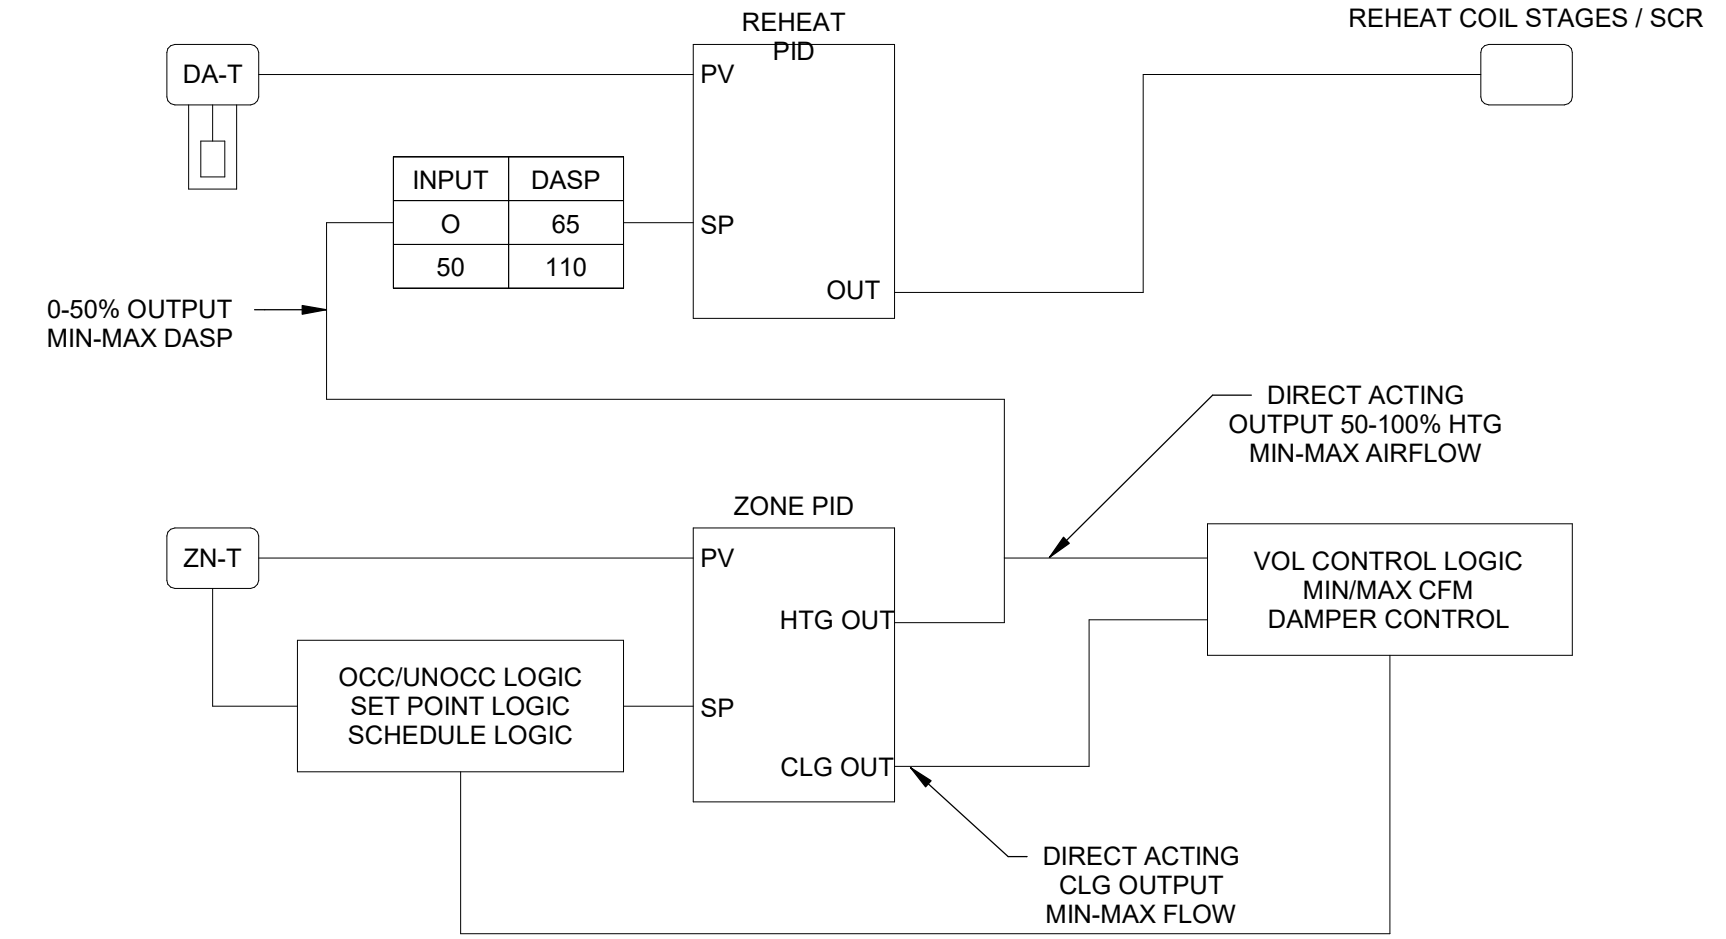 REHEAT
PID
REHEAT COIL STAGES / SCR
DA-T
PV
INPUT DASP
O 65
50 110
SP
OUT
0-50% OUTPUT
MIN-MAX DASP
DIRECT ACTING
OUTPUT 50-100% HTG
MIN-MAX AIRFLOW
ZONE PID
ZN-T
PV
HTG OUT
SP
CLG OUT
VOL CONTROL LOGIC
MIN/MAX CFM
DAMPER CONTROL
OCC/UNOCC LOGIC
SET POINT LOGIC
SCHEDULE LOGIC
DIRECT ACTING
CLG OUTPUT
MIN-MAX FLOW